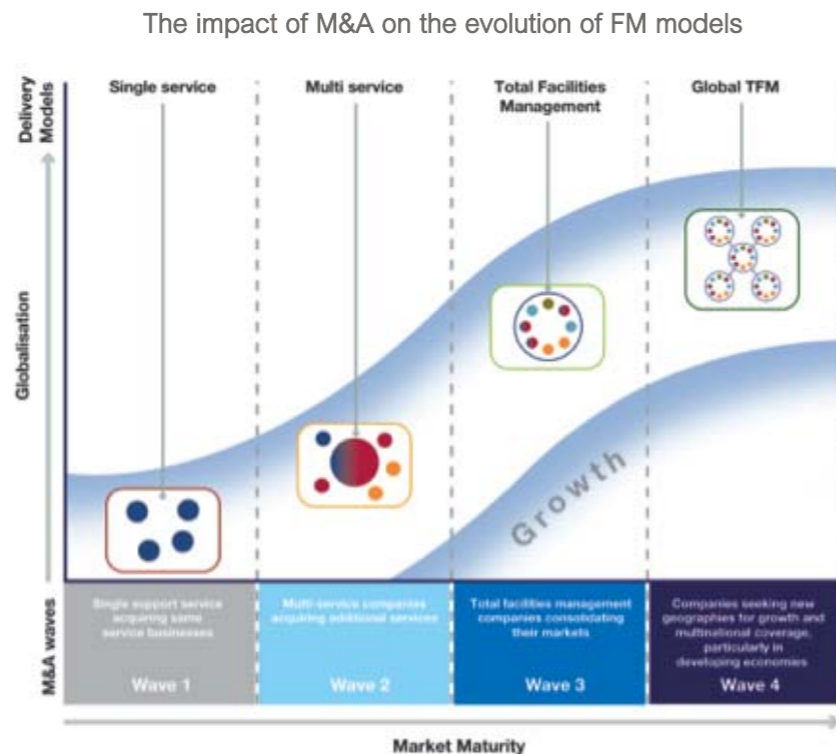 The impact of M&A on the evolution of FM models
Delivery
Models
Single service
Multi service
Total Facilities
Management
Global TFM
Globalisation
Growth
M&A waves
Single support service
acquiring same
service businesses
Wave 1
Multi-service companies
acquiring additional services
Wave 2
Total facilities management
companies consolidating
their markets
Wave 3
Companies seeking new
geographies for growth and
multinational coverage,
particularly in
developing economies
Wave 4
Market Maturity